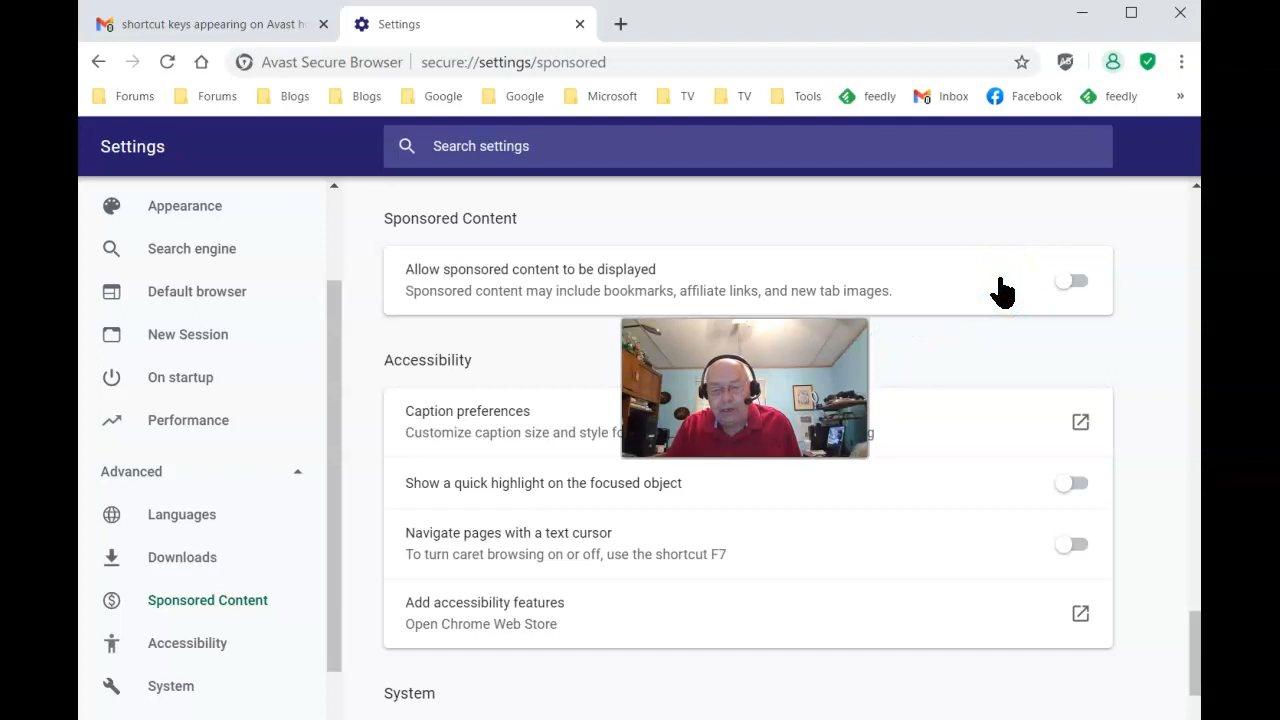 shortcut keys appearing on Avast h
Settings
Avast Secure Browser
secure://settings/sponsored
Forums
Forums
Blogs
Blogs
Google
Google
Microsoft
TV
TV
Tools
feedly
Inbox
Facebook
feedly
»
Settings
Search settings
Appearance
Search engine
Default browser
New Session
On startup
Performance
Advanced
Languages
Downloads
Sponsored Content
Accessibility
System
Sponsored Content
Allow sponsored content to be displayed
Sponsored content may include bookmarks, affiliate links, and new tab images.
Accessibility
Caption preferences
Customize caption size and style
Show a quick highlight on the focused object
Navigate pages with a text cursor
To turn caret browsing on or off, use the shortcut F7
Add accessibility features
Open Chrome Web Store
System